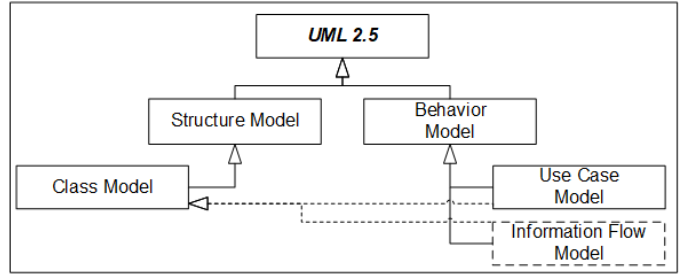 UML 2.5
Structure Model
Behavior
Model
Class Model
Use Case
Model
Information Flow
Model